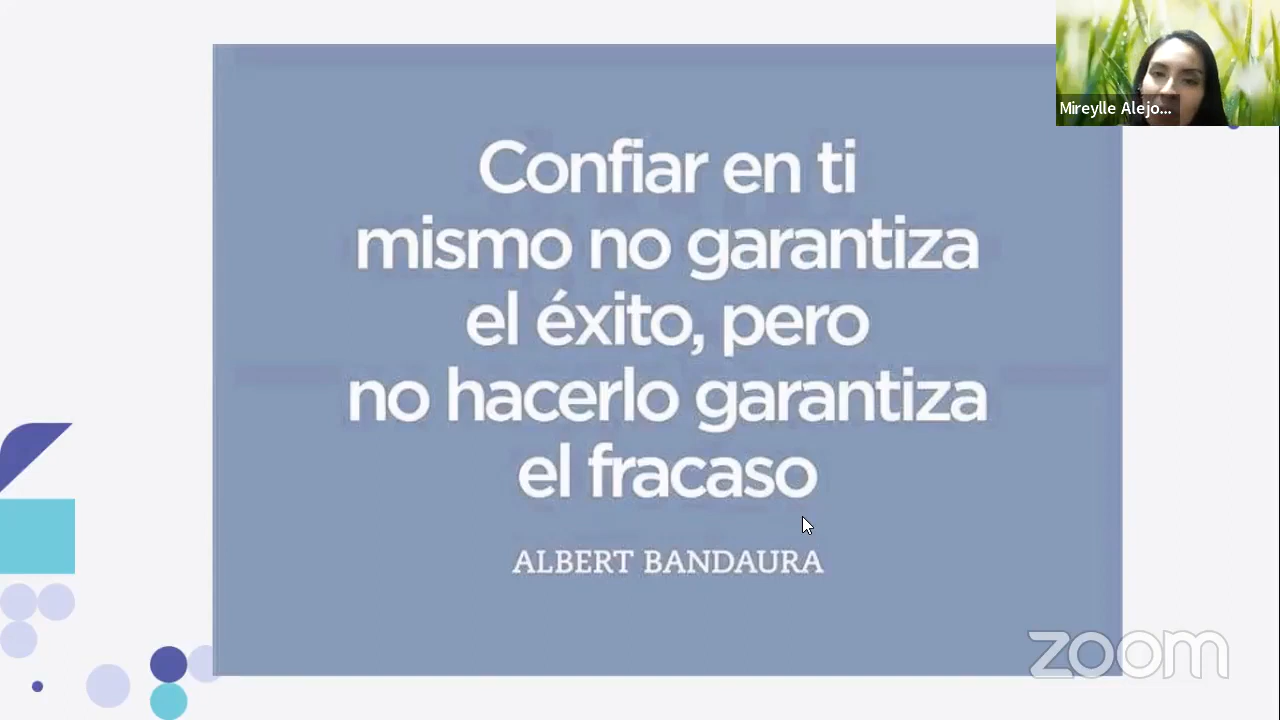 Confiar en ti
mismo no garantiza
el éxito, pero
no hacerlo garantiza
el fracaso
ALBERT BANDAURA
Mireylle Alejo...
zoom